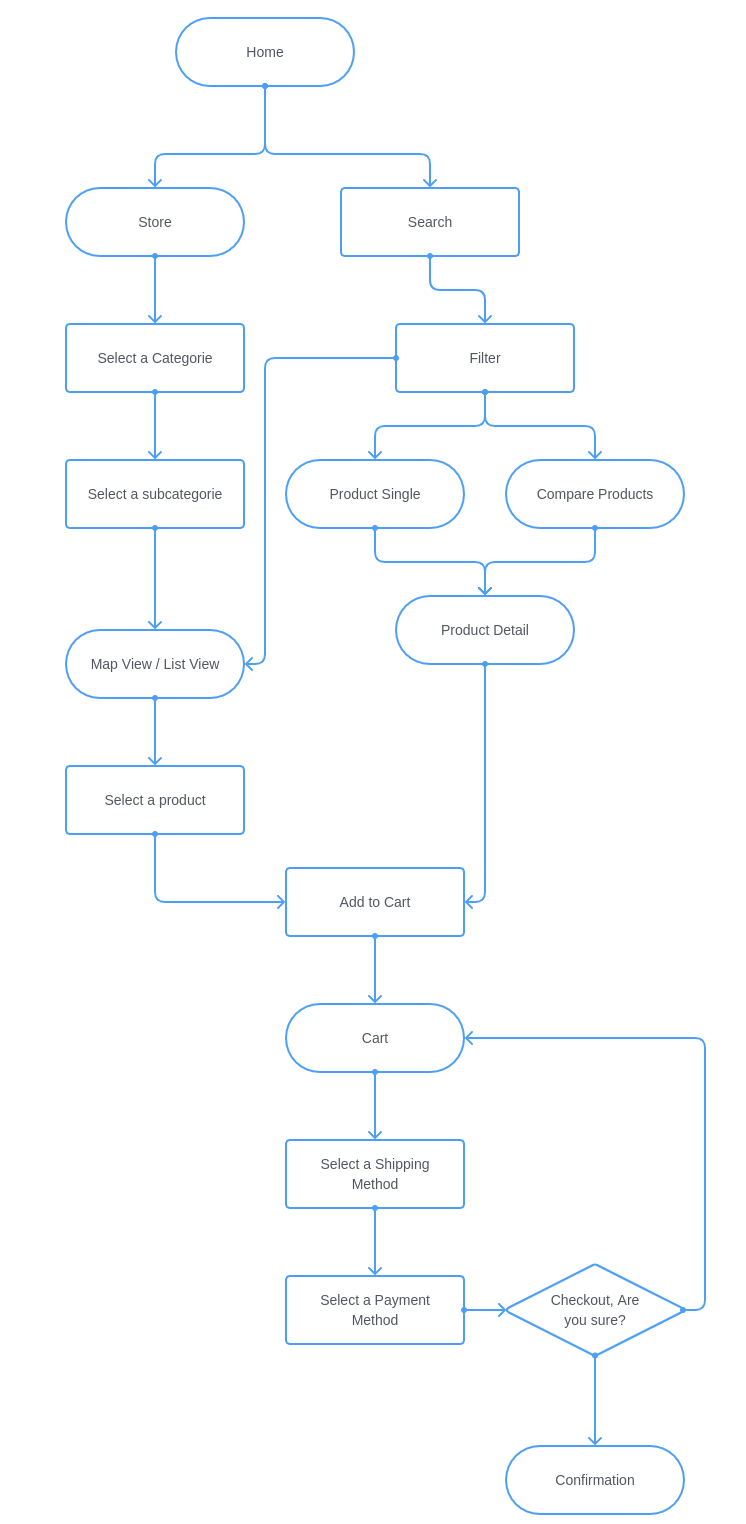 Home
Store
Search
Select a Categorie
Filter
Select a subcategorie
Product Single
Compare Products
Map View / List View
Product Detail
Select a product
Add to Cart
Cart
Select a Shipping
Method
Select a Payment
Method
Checkout, Are
you sure?
Confirmation